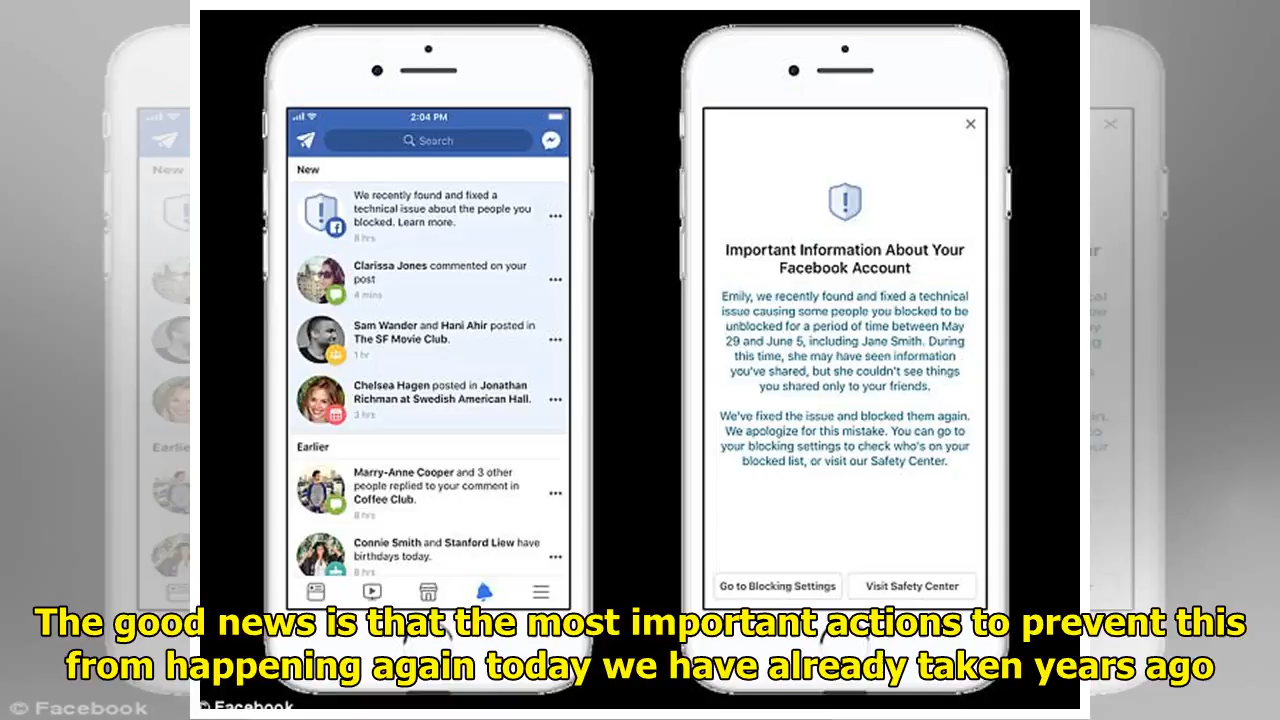 2:04 PM
Search
New
We recently found and fixed a
technical issue about the people you
blocked. Learn more.
8 hrs
Clarissa Jones commented on your
post
4 mins
Sam Wander and Hani Ahir posted in
The SF Movie Club.
1 hr
Chelsea Hagen posted in Jonathan
Richman at Swedish American Hall.
3 hrs
Earlier
Marry-Anne Cooper and 3 other
people replied to your comment in
Coffee Club.
8 hrs
Connie Smith and Stanford Liew have
birthdays today.
8 hrs
Important Information About Your
Facebook Account
Emily, we recently found and fixed a technical
issue causing some people you blocked to be
unblocked for a period of time between May
29 and June 5, including Jane Smith. During
this time, she may have seen information
you've shared, but she couldn't see things
you shared only to your friends.
We've fixed the issue and blocked them again.
We apologize for this mistake. You can go to
your blocking settings to check who's on your
blocked list, or visit our Safety Center.
Go to Blocking Settings
Visit Safety Center
The good news is that the most important actions to prevent this
from happening again today we have already taken years ago
© Facebook
© Facebook
New
Earlier